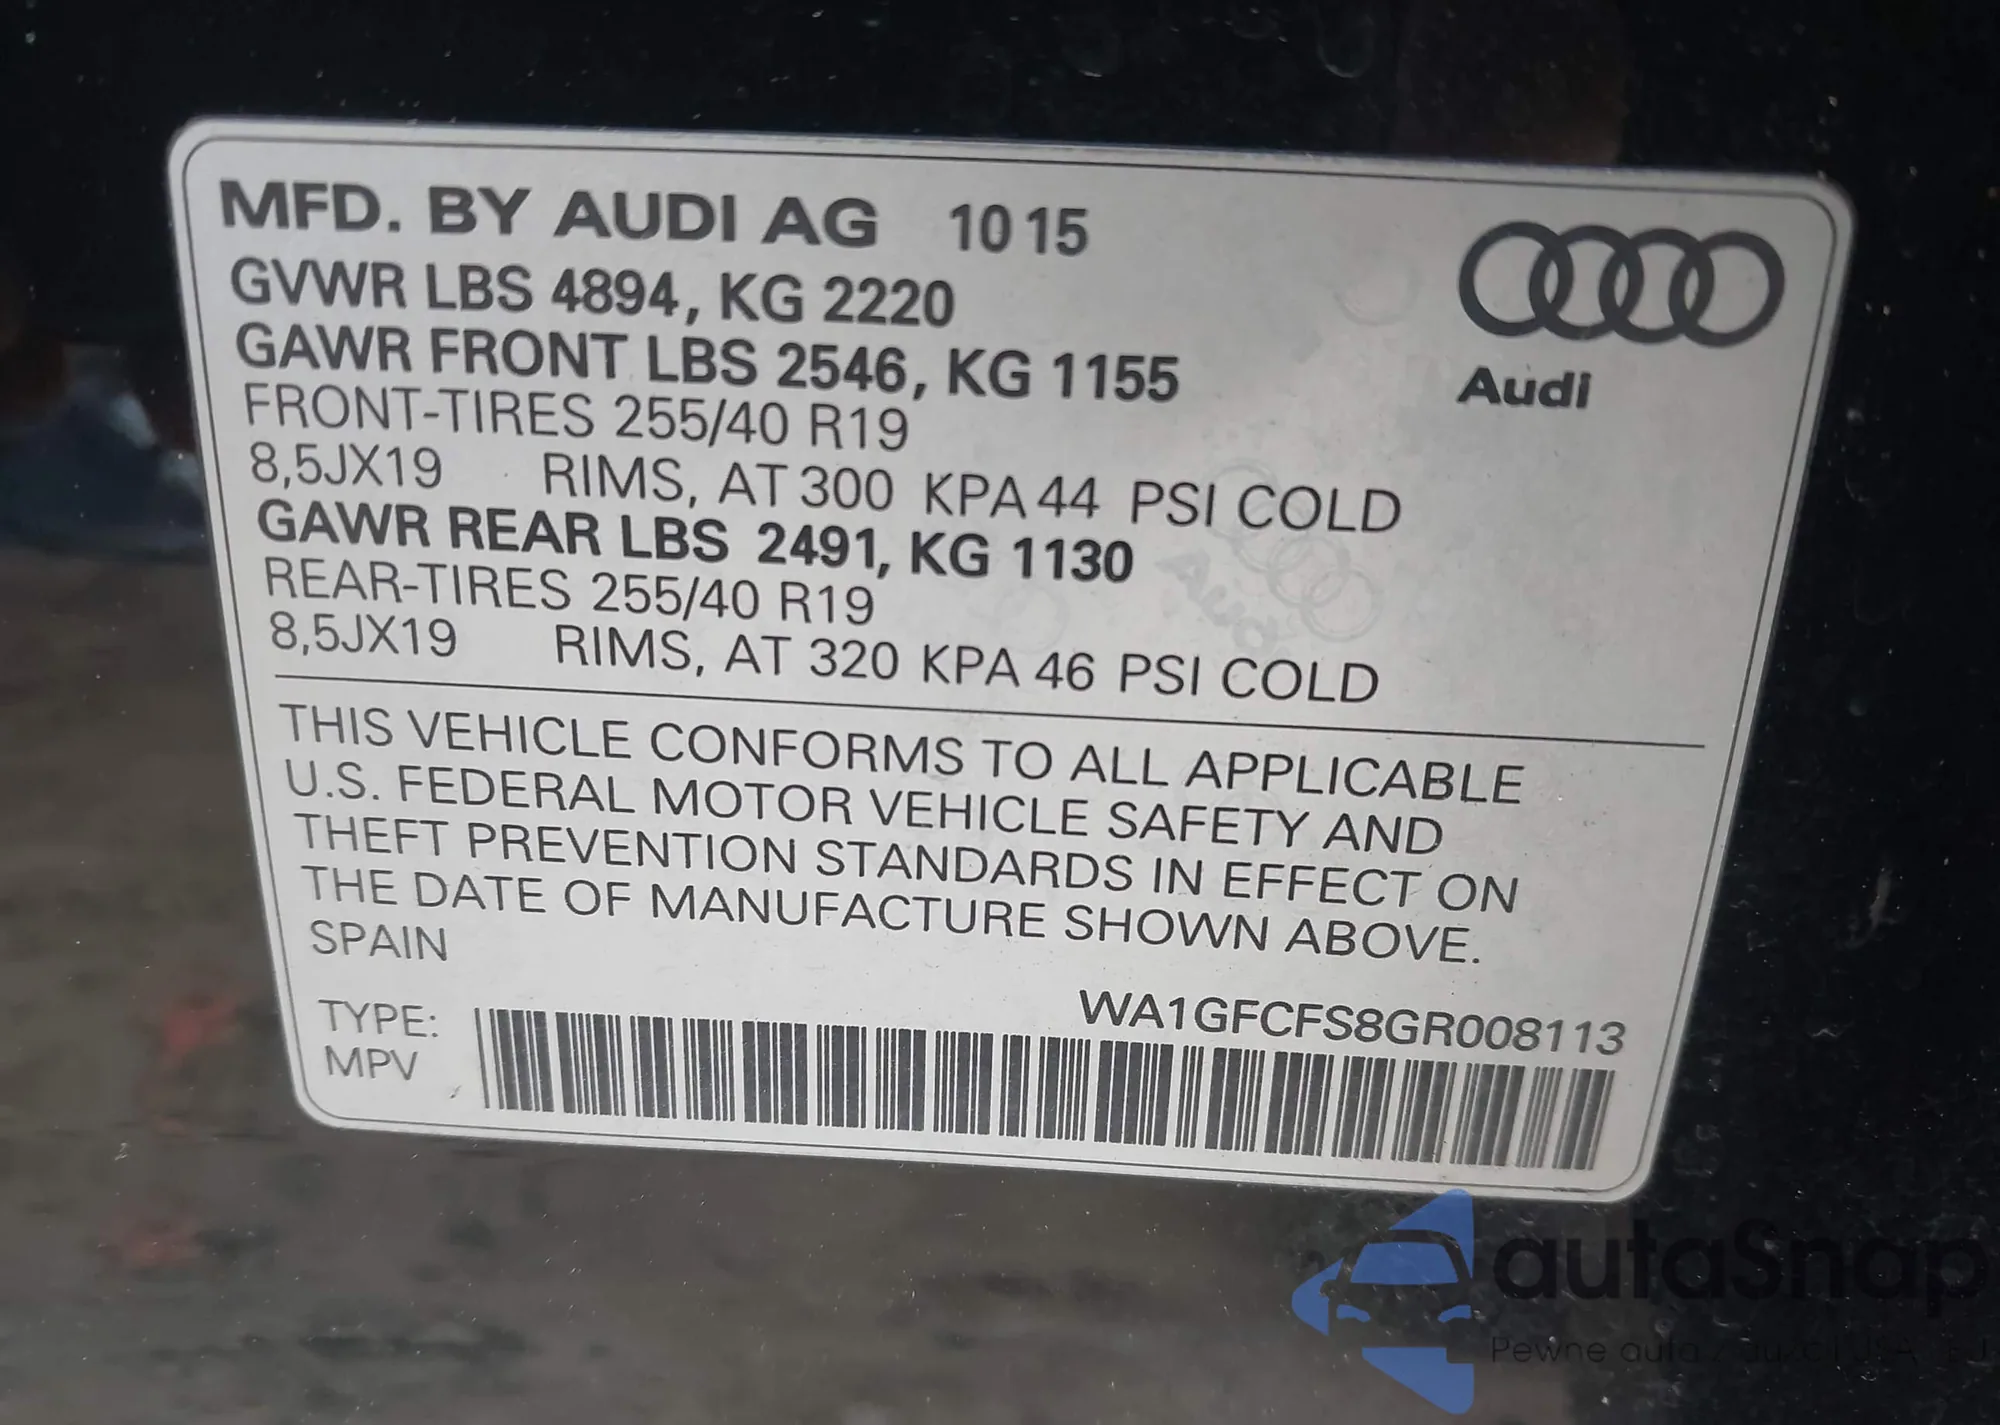 MFD. BY AUDI AG 10 15
GVWR LBS 4894, KG 2220
GAWR FRONT LBS 2546, KG 1155
FRONT-TIRES 255/40 R19
8,5JX19 RIMS, AT 300 KPA 44 PSI COLD
GAWR REAR LBS 2491, KG 1130
REAR-TIRES 255/40 R19
8,5JX19 RIMS, AT 320 KPA 46 PSI COLD
Audi
THIS VEHICLE CONFORMS TO ALL APPLICABLE
U.S. FEDERAL MOTOR VEHICLE SAFETY AND
THEFT PREVENTION STANDARDS IN EFFECT ON
THE DATE OF MANUFACTURE SHOWN ABOVE.
SPAIN
WA1GFCFS8GR008113
TYPE:
MPV
autaSnap
Pewne auta z